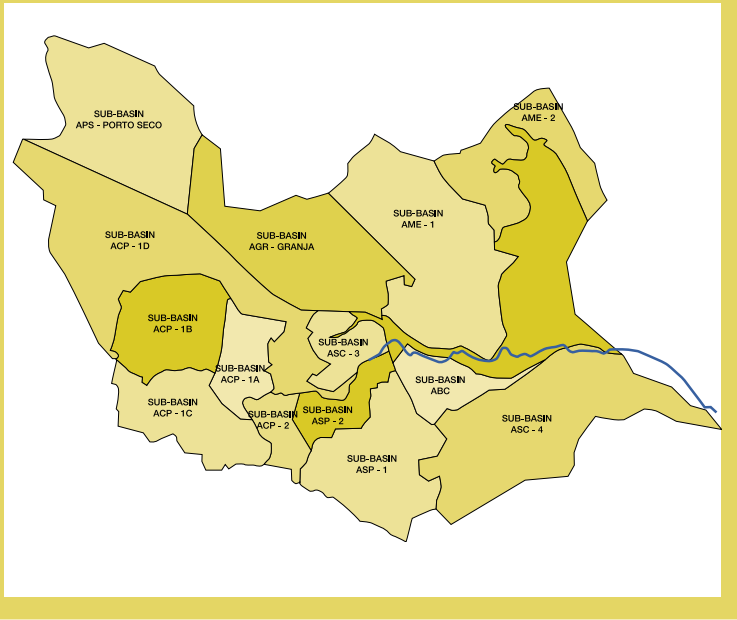 SUB-BASIN
AME - 2
SUB-BASIN
APS - PORTO SECO
SUB-BASIN
AME - 1
SUB-BASIN
ACP - 1D
SUB-BASIN
AGR - GRANJA
SUB-BASIN
ACP - 1B
SUB-BASIN
ASC - 3
SUB-BASIN
ACP - 1A
SUB-BASIN
ABC
SUB-BASIN
ACP - 1C
SUB-BASIN
ACP - 2
SUB-BASIN
ASP - 2
SUB-BASIN
ASC - 4
SUB-BASIN
ASP - 1